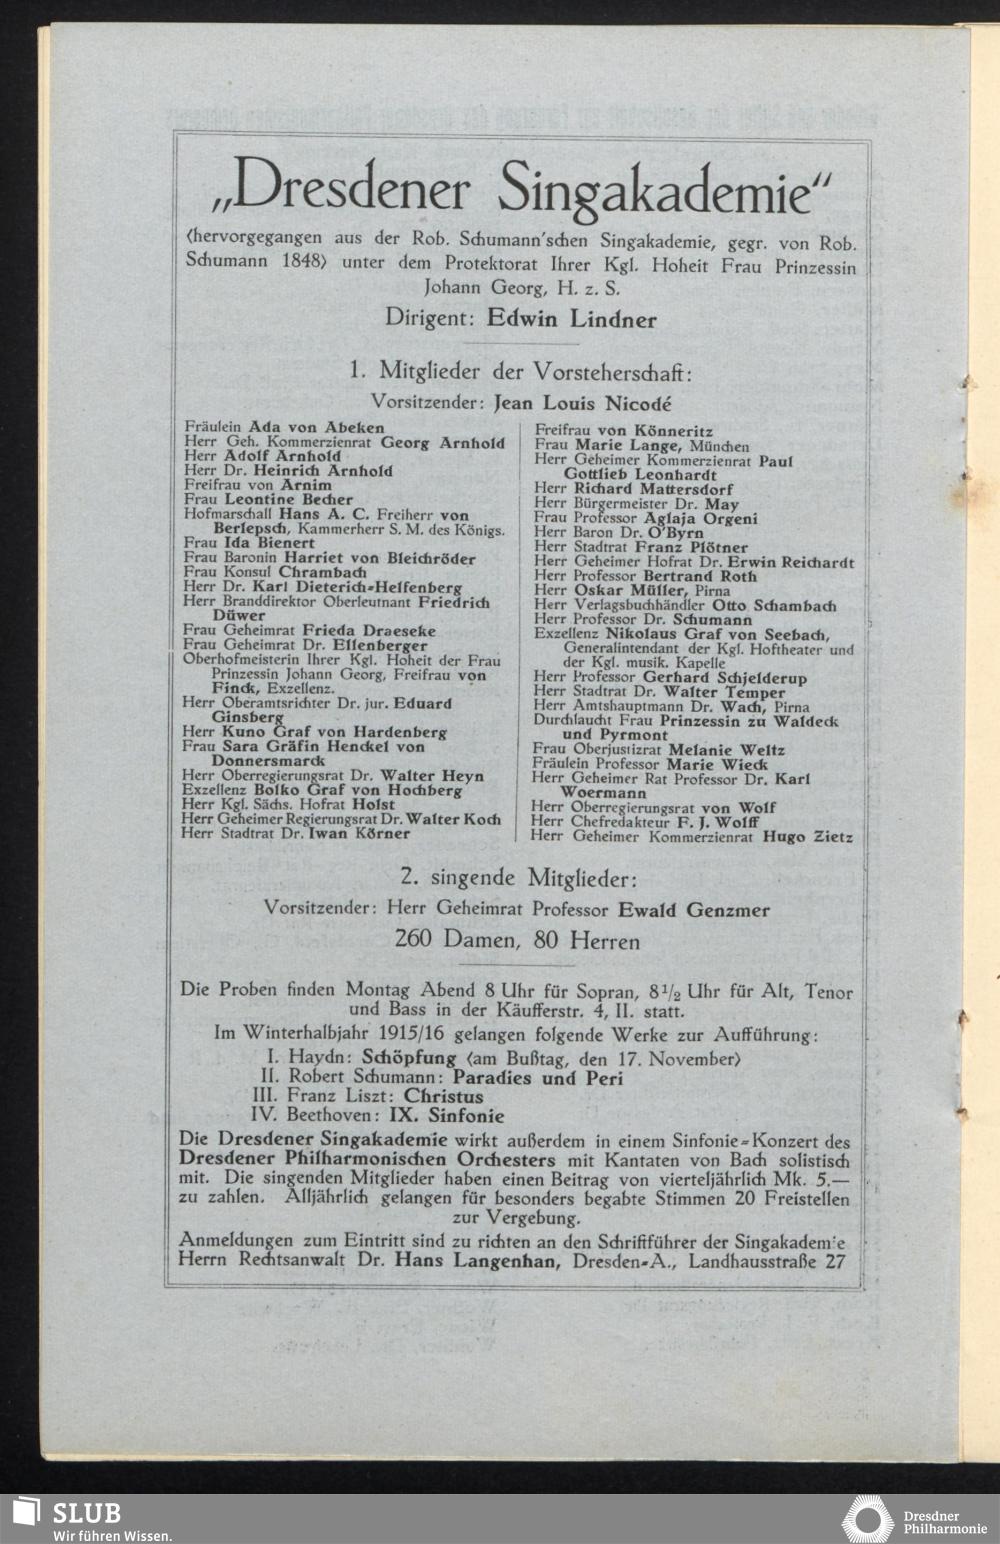 „Dresdener Singakademie“
(hervorgegangen aus der Rob. Schumann'schen Singakademie, gegr. von Rob.
Schumann 1848) unter dem Protektorat Ihrer Kgl. Hoheit Frau Prinzessin
Johann Georg, H. z. S.
Dirigent: Edwin Lindner
1. Mitglieder der Vorsteherschaft:
Vorsitzender: Jean Louis Nicodé
Fräulein Ada von Abeken
Herr Geh. Kommerzienrat Georg Arnhold
Herr Adolf Arnhold
Herr Dr. Heinrich Arnhold
Freifrau von Arnim
Frau Leontine Becher
Hofmarschall Hans A. C. Freiherr von
Berlepsch, Kammerherr S. M. des Königs.
Frau Ida Bienert
Frau Baronin Harriet von Bleichröder
Frau Konsul Chrambach
Herr Dr. Karl Dieterich-Helfenberg
Herr Branddirektor Oberleutnant Friedrich
Düwer
Frau Geheimrat Frieda Draeseke
Frau Geheimrat Dr. Elfenberger
Oberhofmeisterin Ihrer Kgl. Hoheit der Frau
Prinzessin Johann Georg, Freifrau von
Finck, Exzellenz.
Herr Oberamtsrichter Dr. jur. Eduard
Ginsberg
Herr Kuno Graf von Hardenberg
Frau Sara Gräfin Henckel von
Donnersmarck
Herr Oberregierungsrat Dr. Walter Heyn
Exzellenz Bolko Graf von Hochberg
Herr Kgl. Sächs. Hofrat Holst
Herr Geheimer Regierungsrat Dr. Walter Koch
Herr Stadtrat Dr. Iwan Körner
Freifrau von Könneritz
Frau Marie Lange, München
Herr Geheimer Kommerzienrat Paul
Gottlieb Leonhardt
Herr Richard Mattersdorf
Herr Bürgermeister Dr. May
Frau Professor Aglaja Orgeni
Herr Baron Dr. O'Byrn
Herr Stadtrat Franz Plötner
Herr Geheimer Hofrat Dr. Erwin Reichardt
Herr Professor Bertrand Roth
Herr Oskar Müller, Pirna
Herr Verlagsbuchhändler Otto Schambach
Herr Professor Dr. Schumann
Exzellenz Nikolaus Graf von Seebach,
Generalintendant der Kgl. Hoftheater und
der Kgl. musik. Kapelle
Herr Professor Gerhard Schjelderup
Herr Stadtrat Dr. Walter Temper
Herr Amtshauptmann Dr. Wach, Pirna
Durchlaucht Frau Prinzessin zu Waldeck
und Pyrmont
Frau Oberjustizrat Melanie Weltz
Fräulein Professor Marie Wieck
Herr Geheimer Rat Professor Dr. Karl
Woermann
Herr Oberregierungsrat von Wolf
Herr Chefredakteur F. J. Wolff
Herr Geheimer Kommerzienrat Hugo Zietz
2. singende Mitglieder:
Vorsitzender: Herr Geheimrat Professor Ewald Genzmer
260 Damen, 80 Herren
Die Proben finden Montag Abend 8 Uhr für Sopran, 8 1/2 Uhr für Alt, Tenor
und Bass in der Käufferstr. 4, II. statt.
Im Winterhalbjahr 1915/16 gelangen folgende Werke zur Aufführung:
I. Haydn: Schöpfung (am Bußtag, den 17. November)
II. Robert Schumann: Paradies und Peri
III. Franz Liszt: Christus
IV. Beethoven: IX. Sinfonie
Die Dresdener Singakademie wirkt außerdem in einem Sinfonie-Konzert des
Dresdener Philharmonischen Orchesters mit Kantaten von Bach solistisch
mit. Die singenden Mitglieder haben einen Beitrag von vierteljährlich Mk. 5.—
zu zahlen. Alljährlich gelangen für besonders begabte Stimmen 20 Freistellen
zur Vergebung.
Anmeldungen zum Eintritt sind zu richten an den Schriftführer der Singakademie
Herrn Rechtsanwalt Dr. Hans Langenhan, Dresden-A., Landhausstraße 27
SLUB
Wir führen Wissen.
Dresdner
Philharmonie